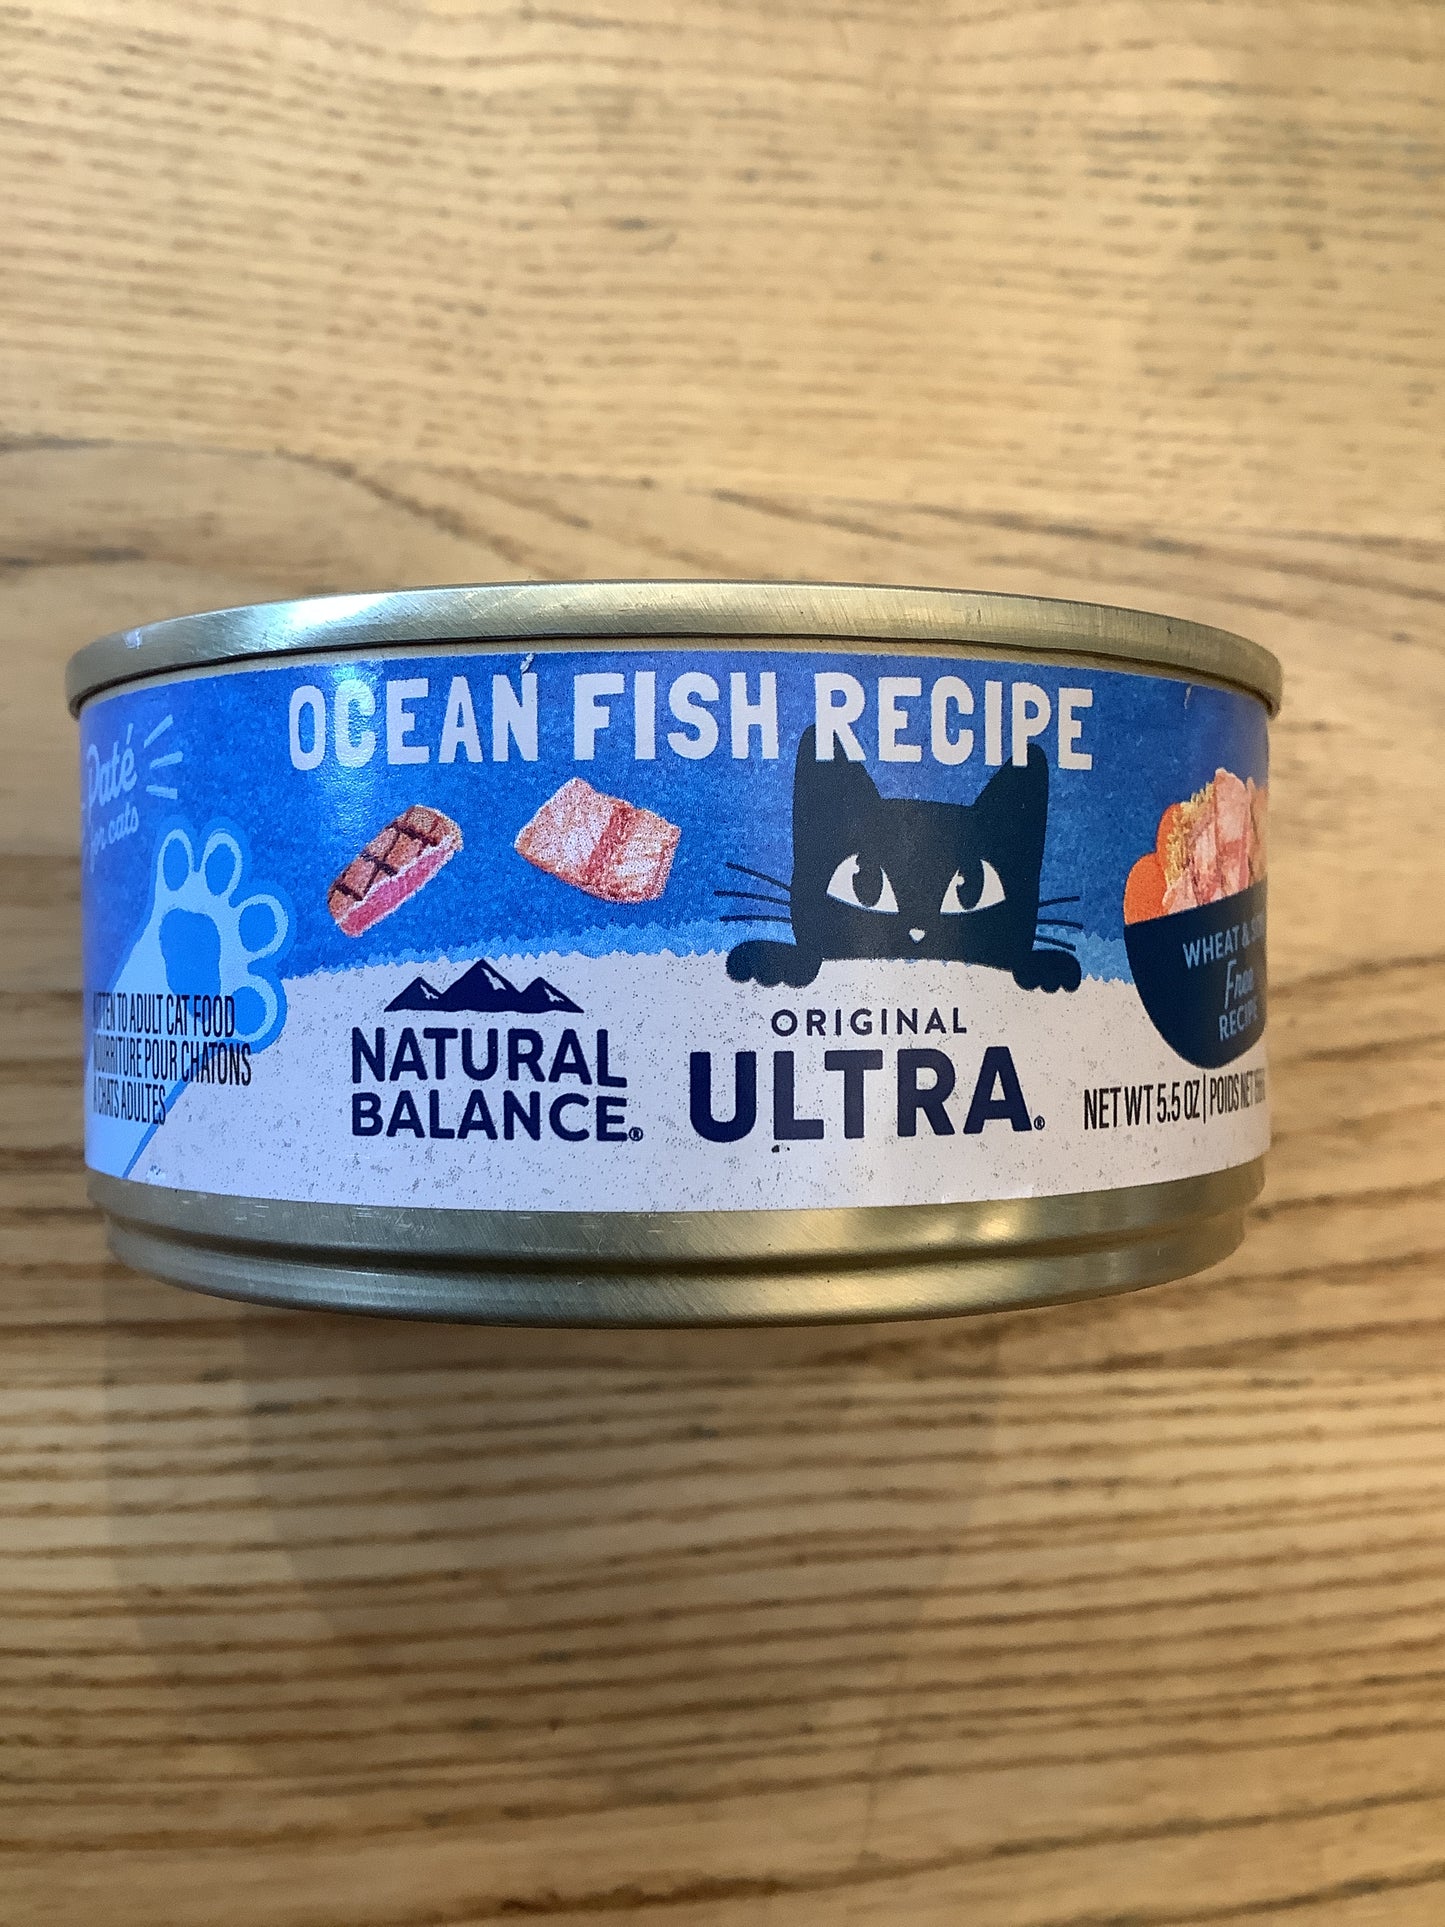 OCEAN FISH RECIPE
Paté
for cats
TO ADULT CAT FOOD
NOURRITURE POUR CHATONS
À CHATS ADULTES
NATURAL
BALANCE®
ORIGINAL
ULTRA®
WHEAT &
Free
RECIPE
NET WT 5.5 OZ | POIDS NET